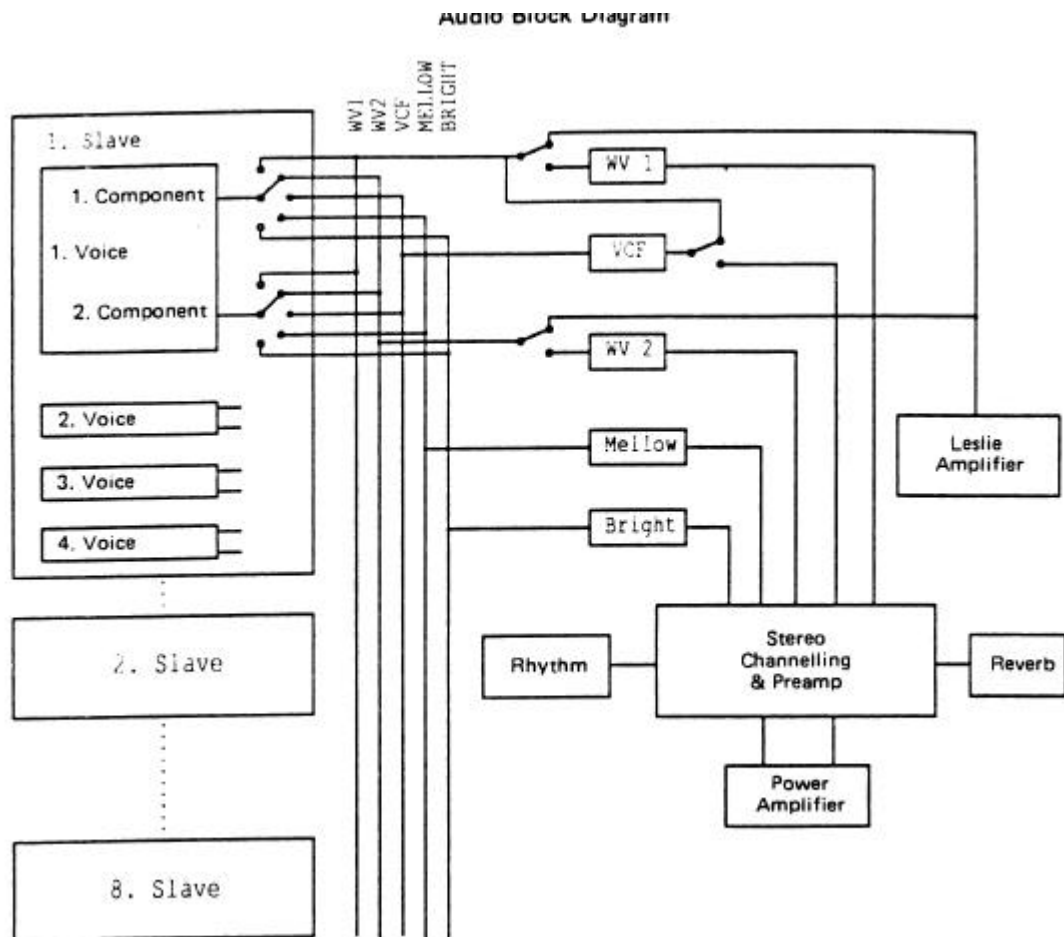 Audio Block Diagram
WV1
WV2
VCF
MELLOW
BRIGHT
1. Slave
1. Component
1. Voice
2. Component
2. Voice
3. Voice
4. Voice
2. Slave
8. Slave
WV 1
VCF
WV 2
Mellow
Bright
Leslie
Amplifier
Rhythm
Stereo
Channelling
& Preamp
Reverb
Power
Amplifier